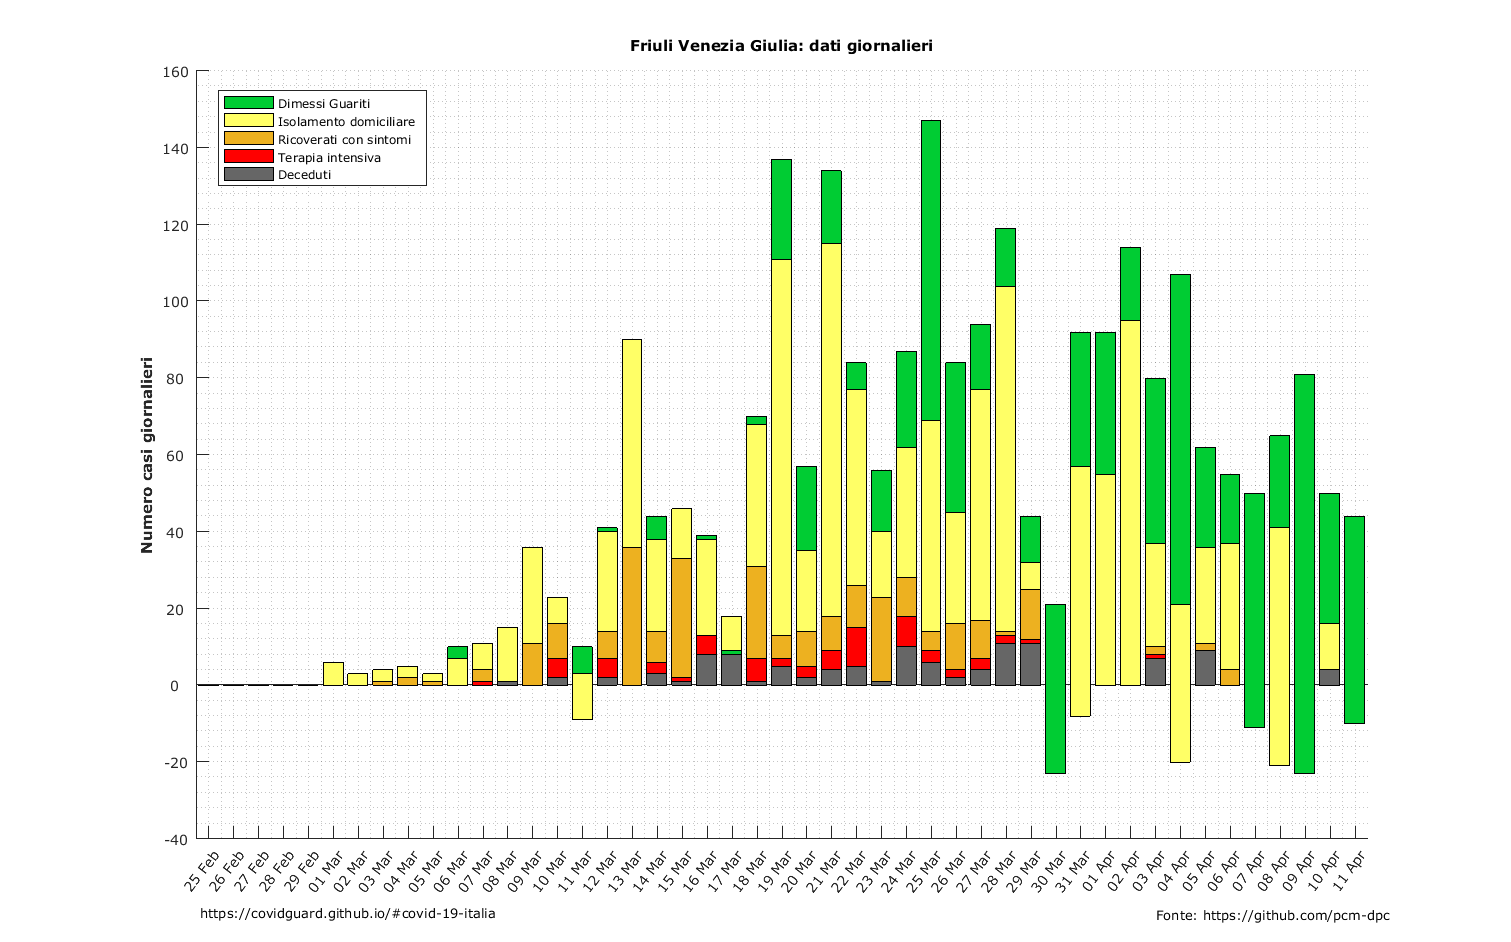 Friuli Venezia Giulia: dati giornalieri
160
140
120
100
80
60
40
20
0
-20
-40
Numero casi giornalieri
Dimessi Guariti
Isolamento domiciliare
Ricoverati con sintomi
Terapia intensiva
Deceduti
25 Feb
26 Feb
27 Feb
28 Feb
29 Feb
01 Mar
02 Mar
03 Mar
04 Mar
05 Mar
06 Mar
07 Mar
08 Mar
09 Mar
10 Mar
11 Mar
12 Mar
13 Mar
14 Mar
15 Mar
16 Mar
17 Mar
18 Mar
19 Mar
20 Mar
21 Mar
22 Mar
23 Mar
24 Mar
25 Mar
26 Mar
27 Mar
28 Mar
29 Mar
30 Mar
31 Mar
01 Apr
02 Apr
03 Apr
04 Apr
05 Apr
06 Apr
07 Apr
08 Apr
09 Apr
10 Apr
11 Apr
https://covidguard.github.io/#covid-19-italia
Fonte: https://github.com/pcm-dpc